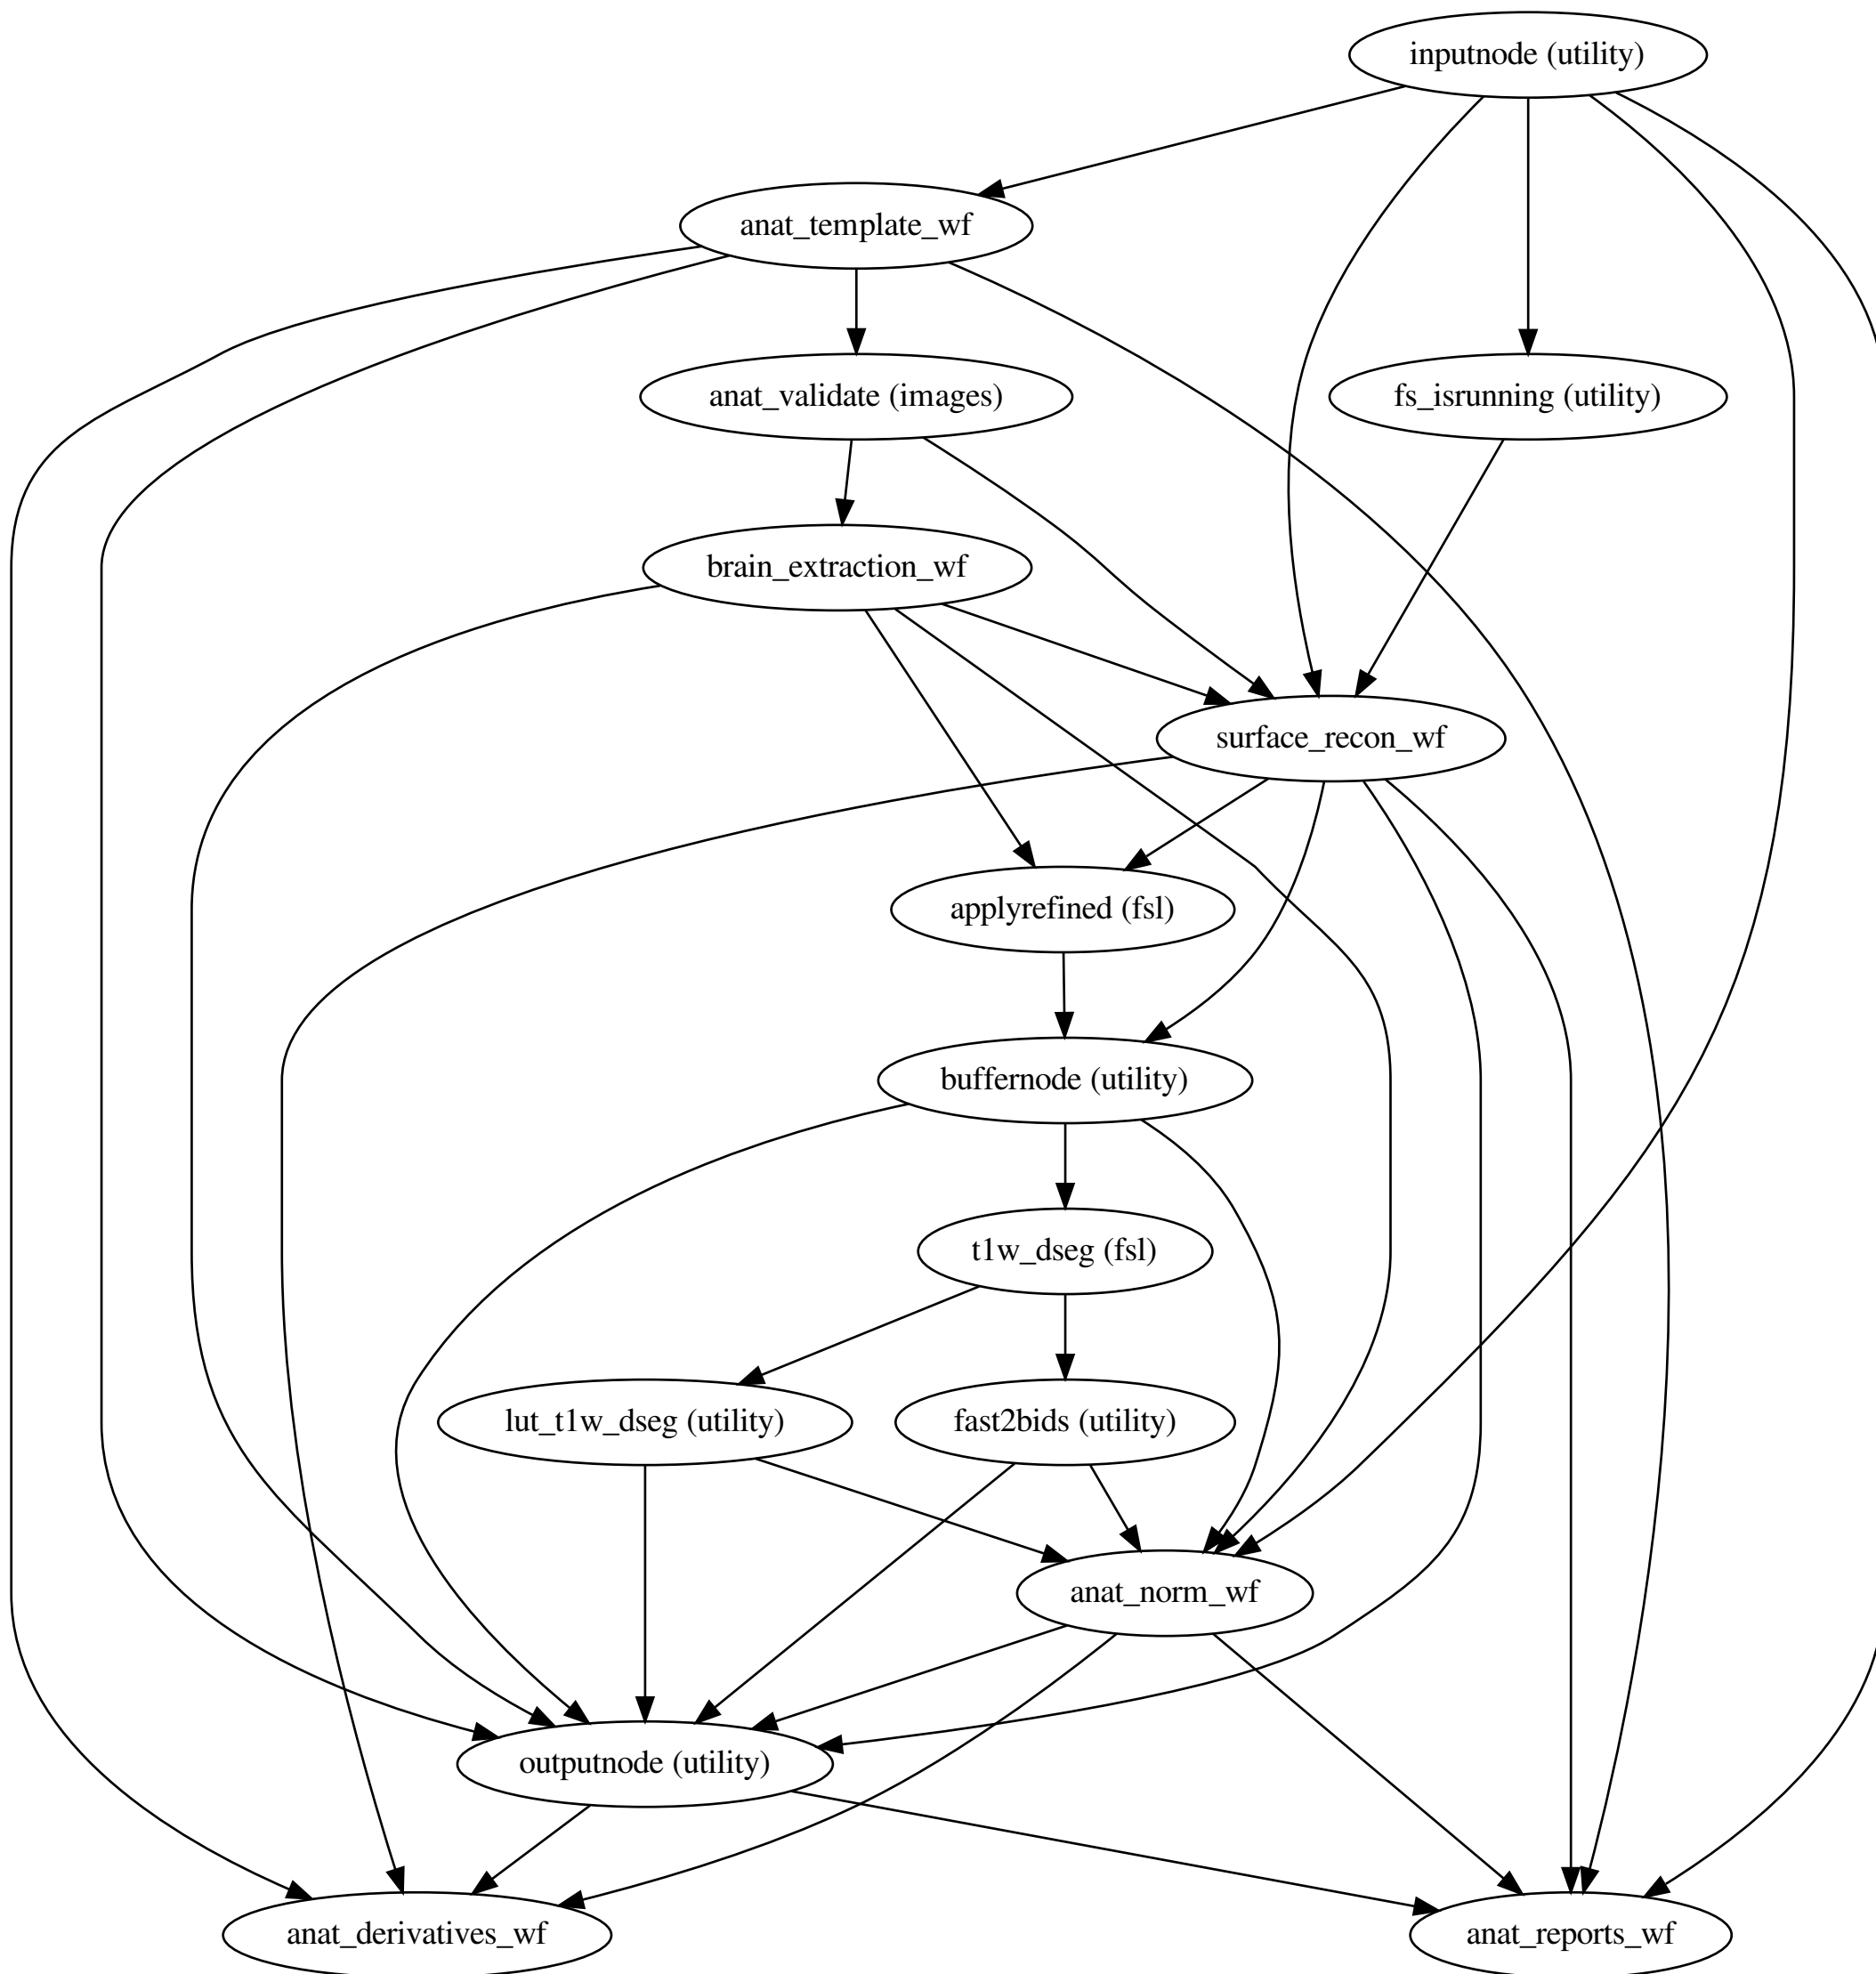 inputnode (utility)
anat_template_wf
anat_validate (images)
fs_isrunning (utility)
brain_extraction_wf
surface_recon_wf
applyrefined (fsl)
buffernode (utility)
t1w_dseg (fsl)
lut_t1w_dseg (utility)
fast2bids (utility)
anat_norm_wf
outputnode (utility)
anat_derivatives_wf
anat_reports_wf